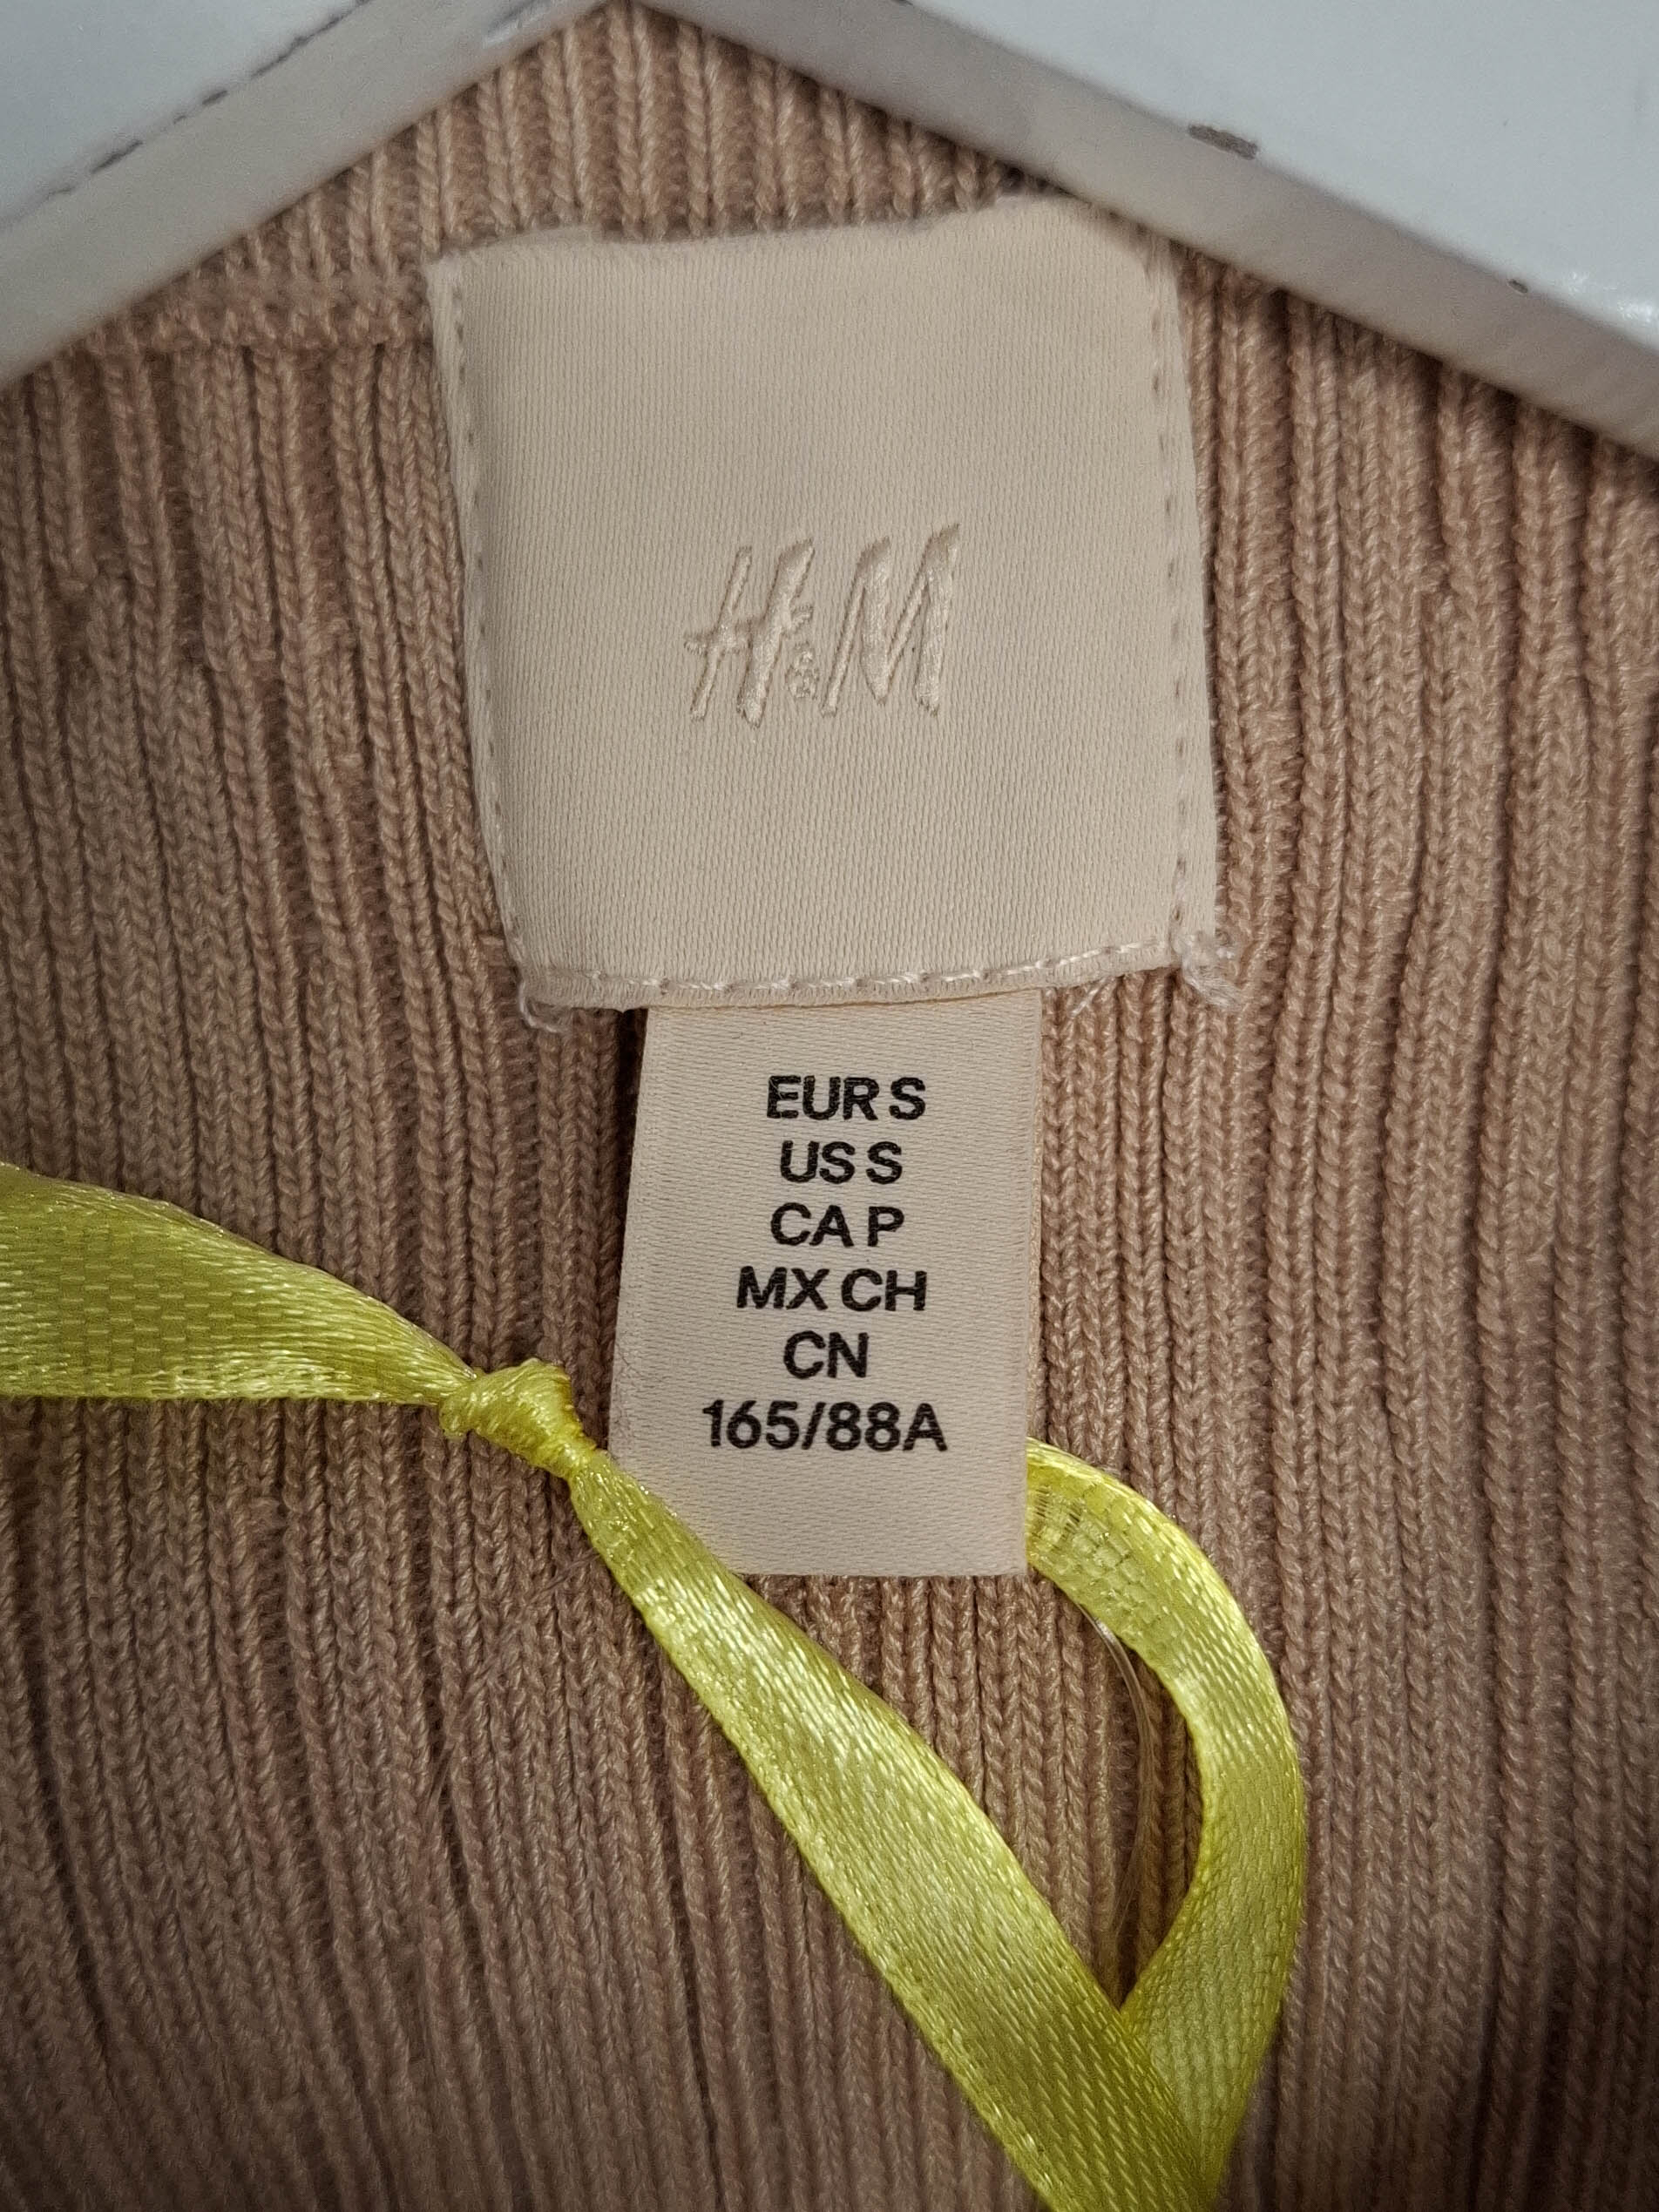 H&M
EUR S
US S
CA P
MX CH
CN
165/88A